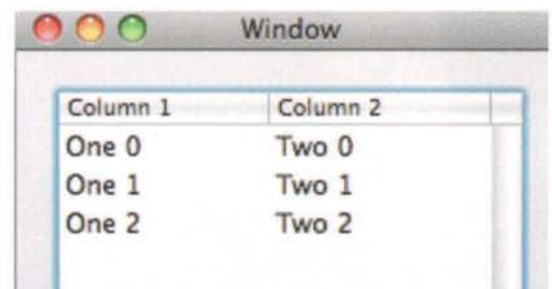 Window
Column 1 Column 2
One 0 Two 0
One 1 Two 1
One 2 Two 2